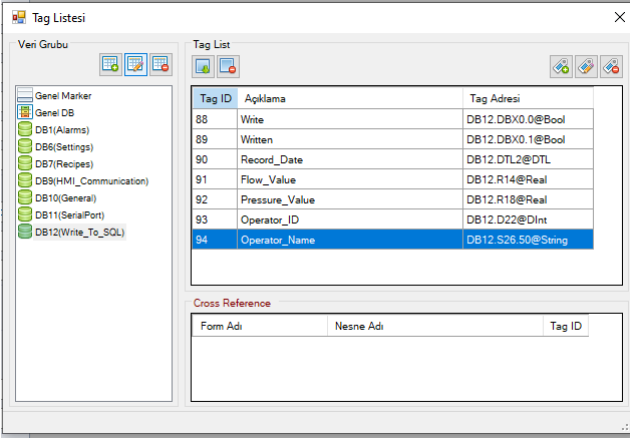 Tag Listesi
Veri Grubu
Genel Marker
Genel DB
DB1(Alarms)
DB6(Settings)
DB7(Recipes)
DB9(HMI_Communication)
DB10(General)
DB11(SerialPort)
DB12(Write_To_SQL)
Tag List
Tag ID Açıklama Tag Adresi
88 Write DB12.DBX0.0@Bool
89 Written DB12.DBX0.1@Bool
90 Record_Date DB12.DTL2@DTL
91 Flow_Value DB12.R14@Real
92 Pressure_Value DB12.R18@Real
93 Operator_ID DB12.D22@DInt
94 Operator_Name DB12.S26.50@String
Cross Reference
Form Adı Nesne Adı Tag ID